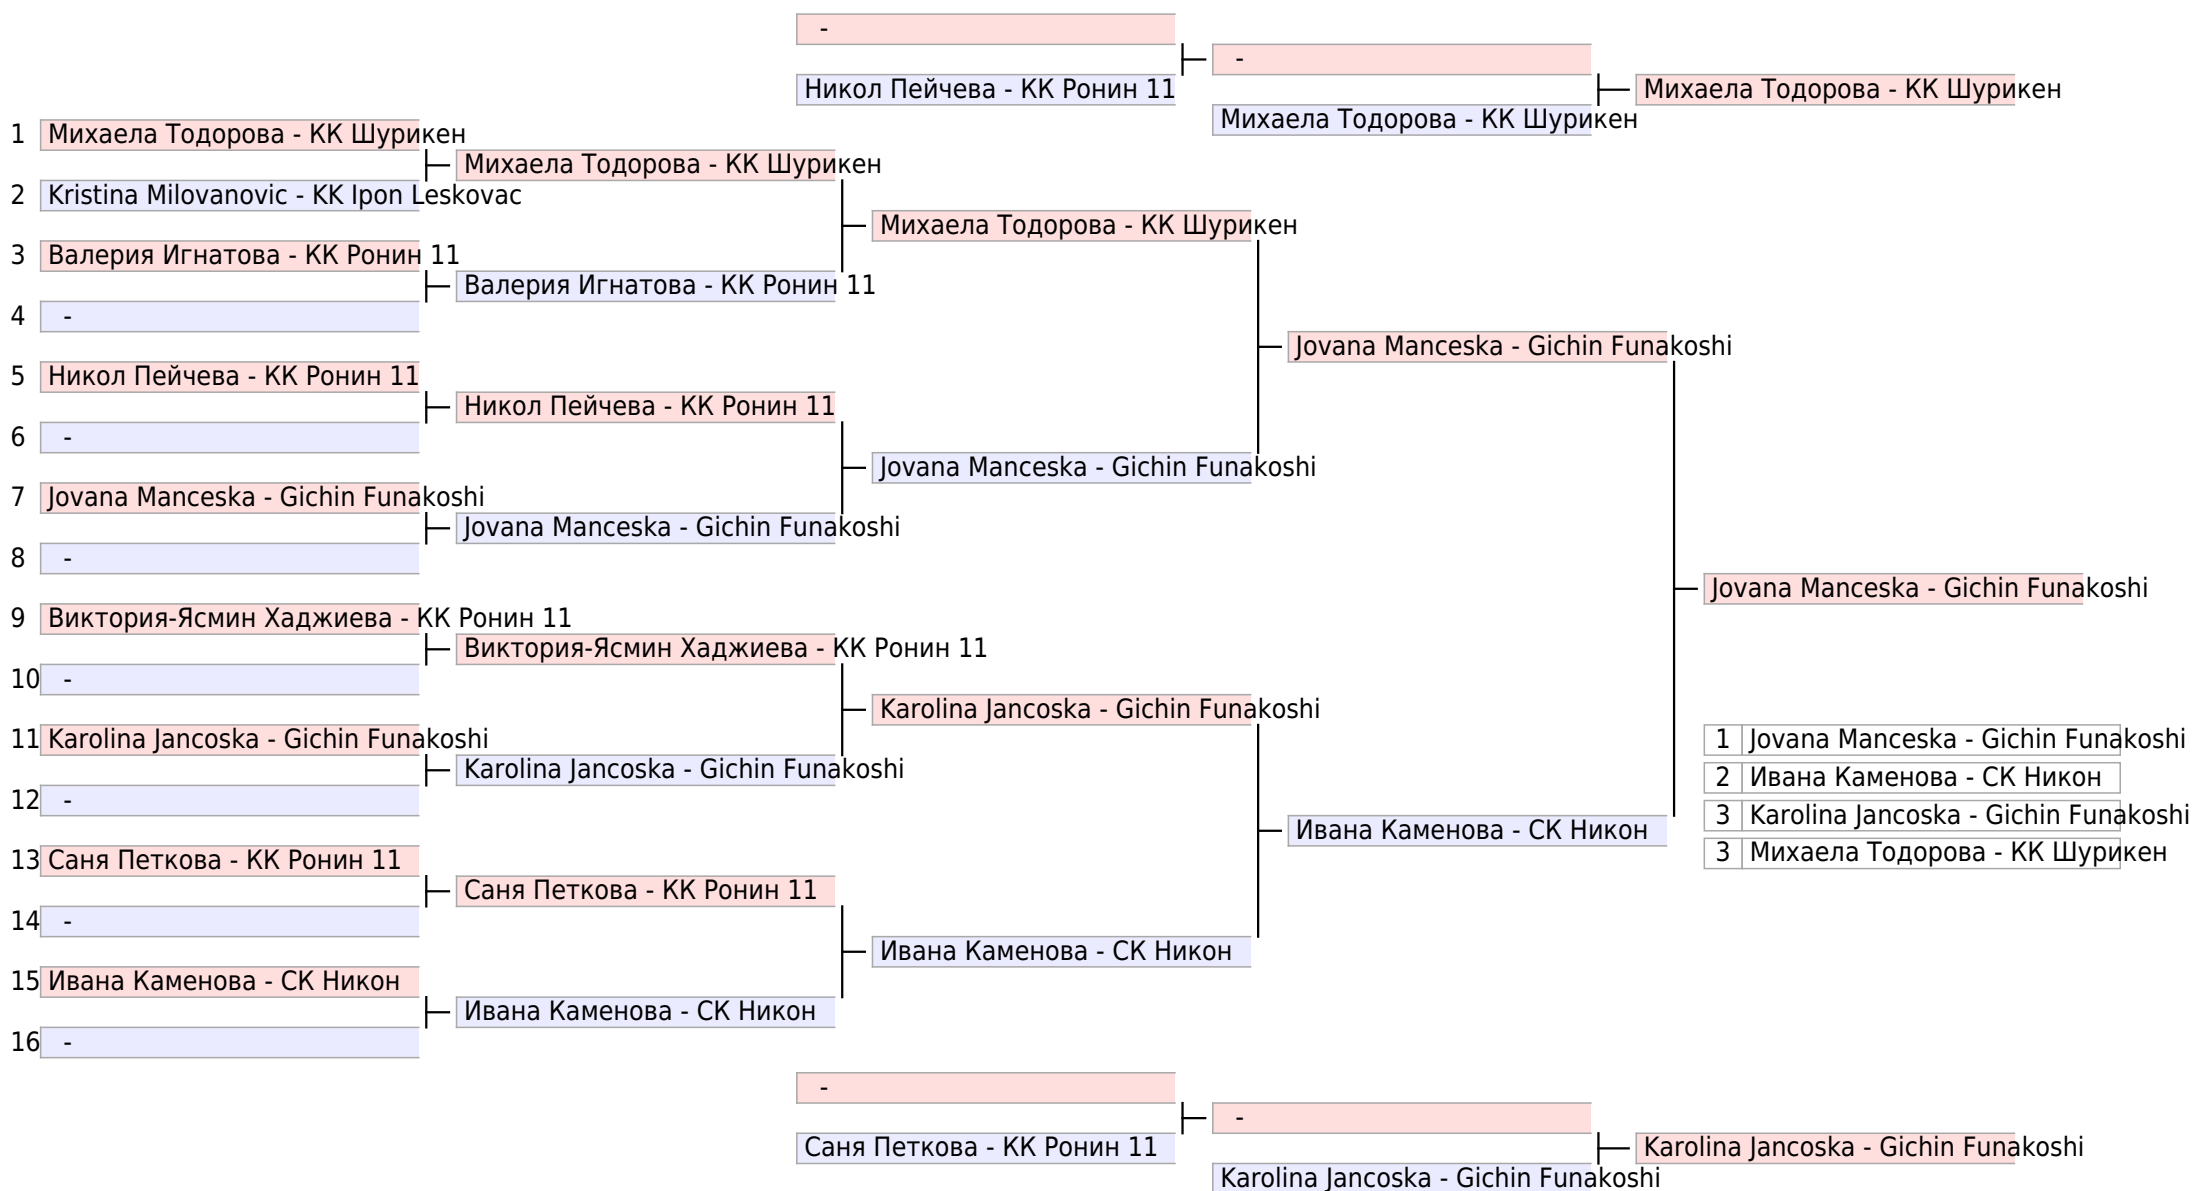 -
-
Никол Пейчева - КК Ронин 11
Михаела Тодорова - КК Шурикен
Михаела Тодорова - КК Шурикен
1 Михаела Тодорова - КК Шурикен
Михаела Тодорова - КК Шурикен
2 Kristina Milovanovic - KK Ipon Leskovac
Михаела Тодорова - КК Шурикен
3 Валерия Игнатова - КК Ронин 11
Валерия Игнатова - КК Ронин 11
4 -
Jovana Manceska - Gichin Funakoshi
5 Никол Пейчева - КК Ронин 11
Никол Пейчева - КК Ронин 11
6 -
Jovana Manceska - Gichin Funakoshi
7 Jovana Manceska - Gichin Funakoshi
Jovana Manceska - Gichin Funakoshi
8 -
Jovana Manceska - Gichin Funakoshi
9 Виктория-Ясмин Хаджиева - КК Ронин 11
Виктория-Ясмин Хаджиева - КК Ронин 11
10 -
Karolina Jancoska - Gichin Funakoshi
11 Karolina Jancoska - Gichin Funakoshi
1 Jovana Manceska - Gichin Funakoshi
Karolina Jancoska - Gichin Funakoshi
2 Ивана Каменова - СК Никон
12 -
3 Karolina Jancoska - Gichin Funakoshi
Ивана Каменова - СК Никон
3 Михаела Тодорова - КК Шурикен
13 Саня Петкова - КК Ронин 11
Саня Петкова - КК Ронин 11
14 -
Ивана Каменова - СК Никон
15 Ивана Каменова - СК Никон
Ивана Каменова - СК Никон
16 -
-
-
Саня Петкова - КК Ронин 11
Karolina Jancoska - Gichin Funakoshi
Karolina Jancoska - Gichin Funakoshi